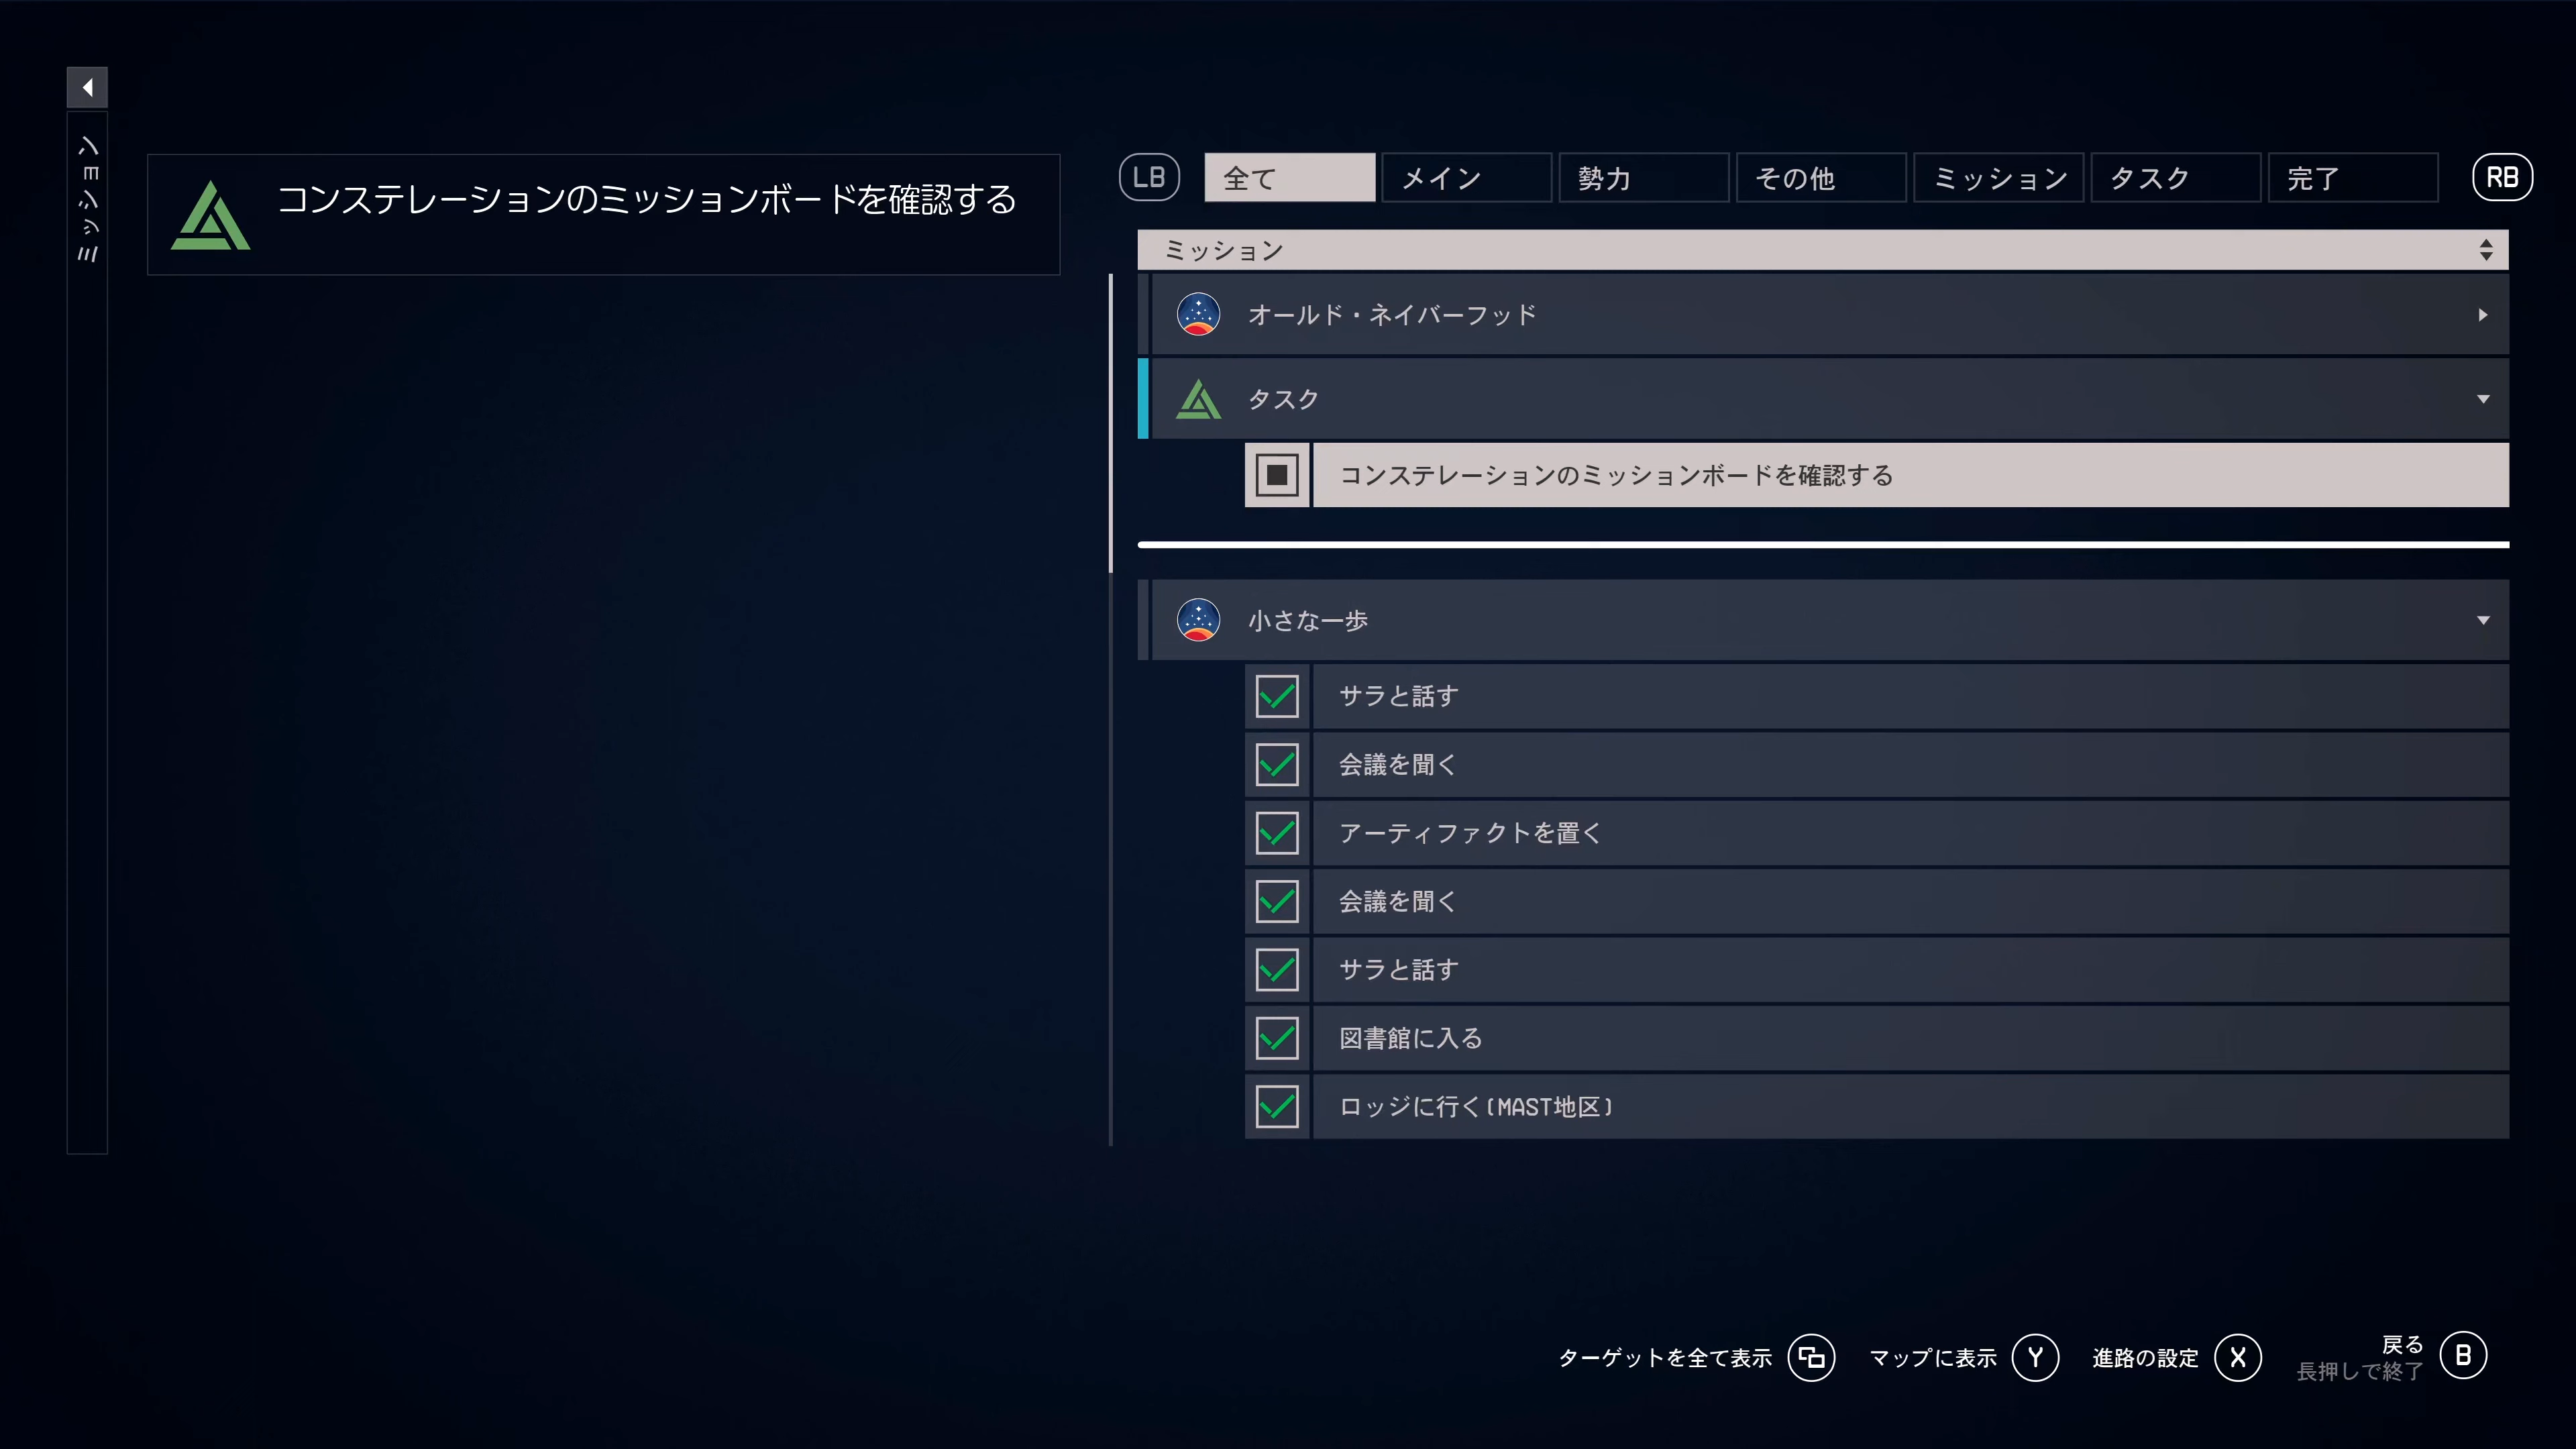 ミッション
コンステレーションのミッションボードを確認する
LB
全て
メイン
勢力
その他
ミッション
タスク
完了
RB
ミッション
オールド・ネイバーフッド
タスク
コンステレーションのミッションボードを確認する
小さな一歩
サラと話す
会議を聞く
アーティファクトを置く
会議を聞く
サラと話す
図書館に入る
ロッジに行く(MAST地区)
ターゲットを全て表示
マップに表示 Y
進路の設定 X
戻る B
長押しで終了